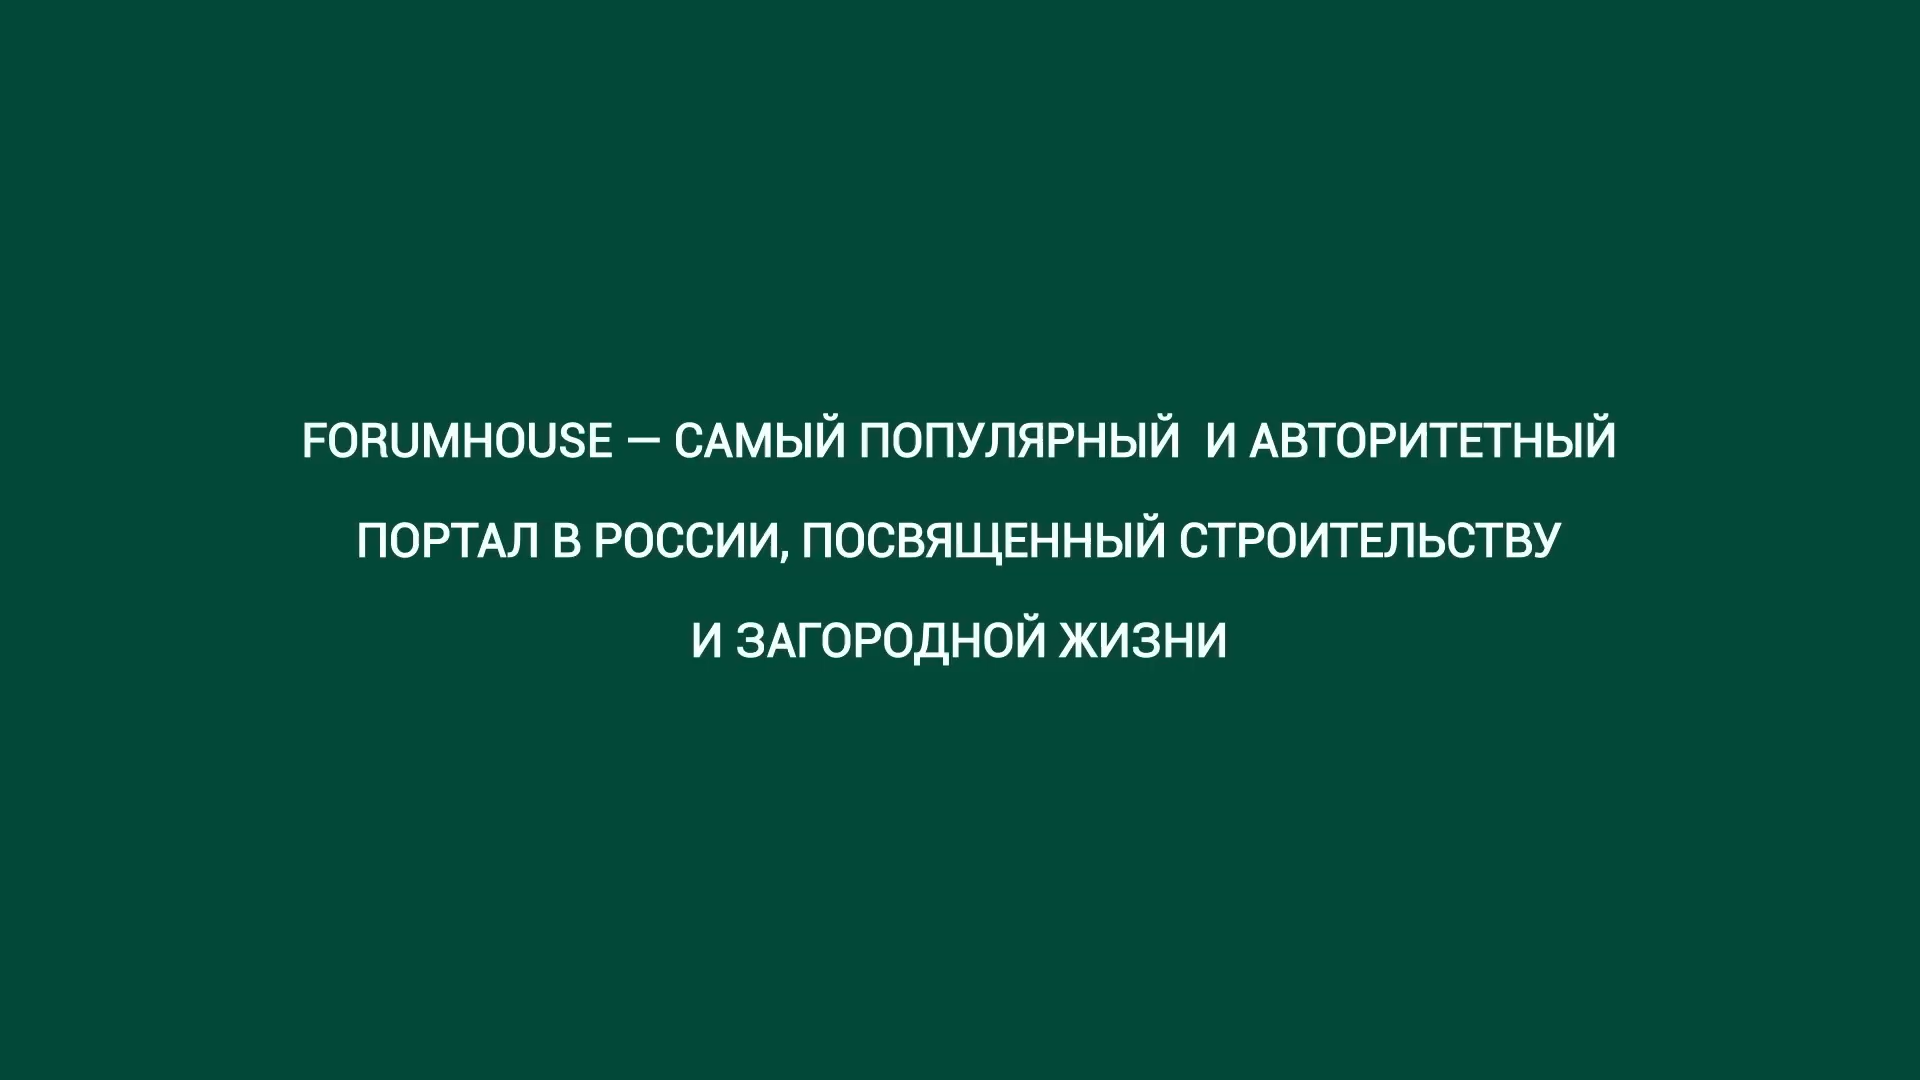 FORUMHOUSE — САМЫЙ ПОПУЛЯРНЫЙ  И АВТОРИТЕТНЫЙ
ПОРТАЛ В РОССИИ, ПОСВЯЩЕННЫЙ СТРОИТЕЛЬСТВУ
И ЗАГОРОДНОЙ ЖИЗНИ